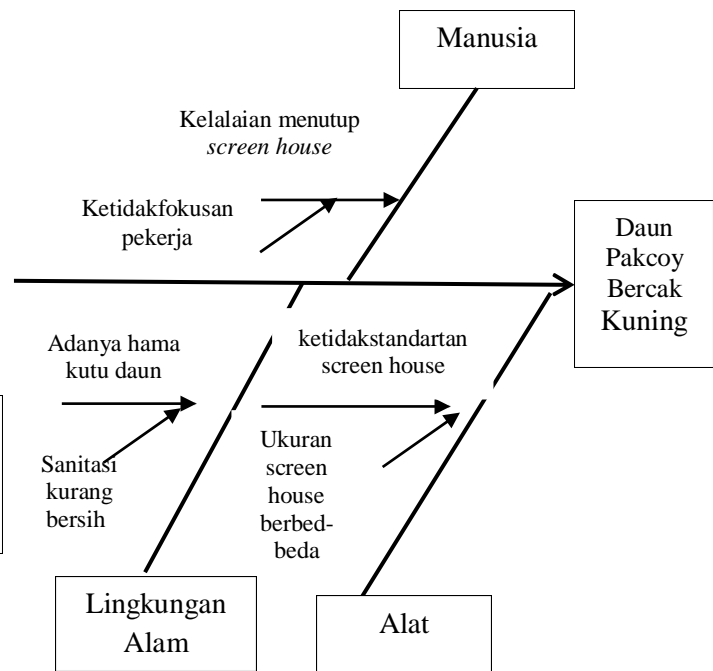 Manusia
Kelalaian menutup
screen house
Ketidakfokusan
pekerja
Daun
Pakcoy
Bercak
Kuning
Adanya hama
kutu daun
ketidakstandartan
screen house
Sanitasi
kurang
bersih
Ukuran
screen
house
berbed-
beda
Lingkungan
Alam
Alat